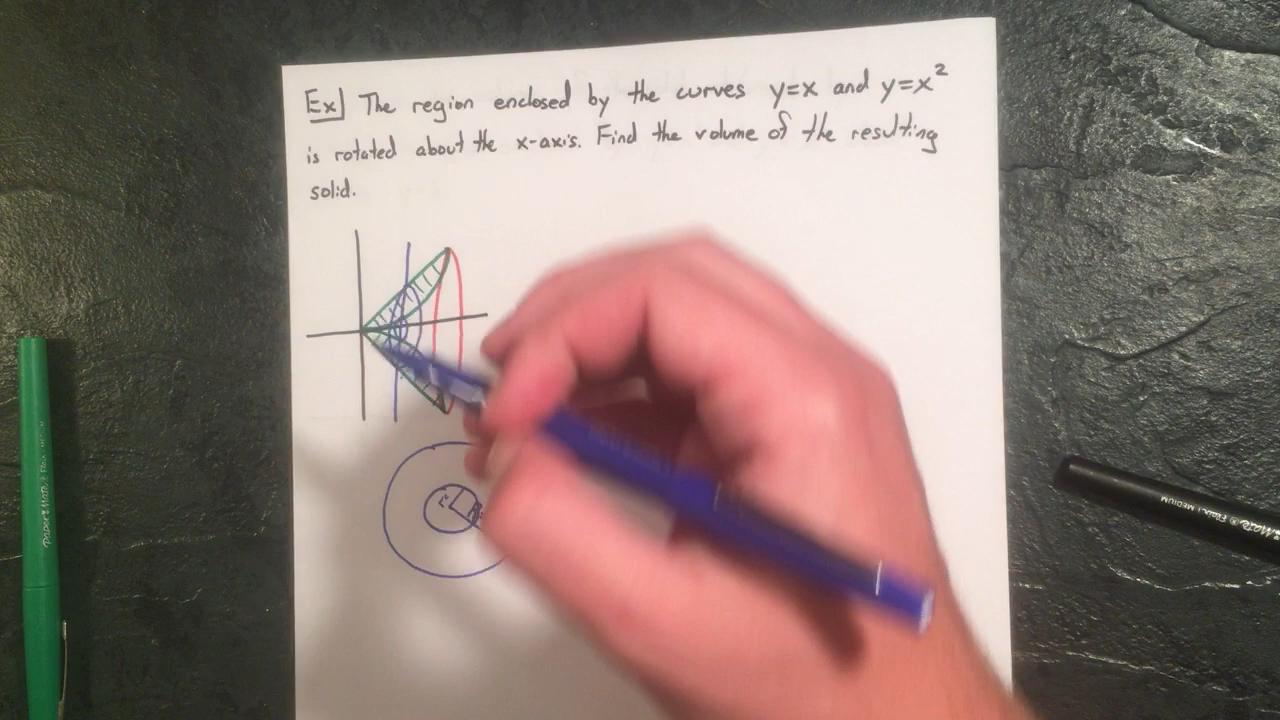 Ex] The region enclosed by the curves y=x and y=x²
is rotated about the x-axis. Find the volume of the resulting
solid.
r
R